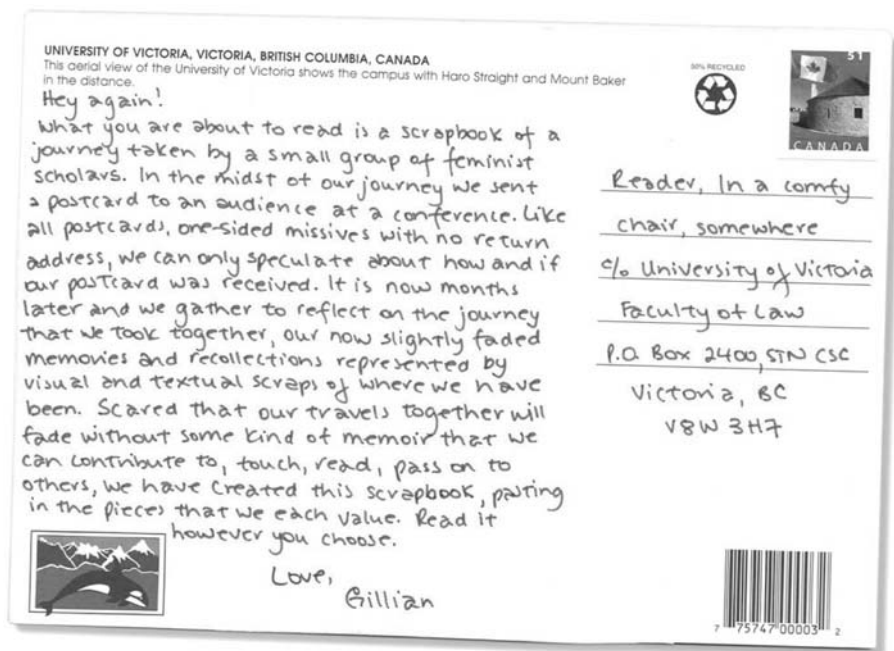 UNIVERSITY OF VICTORIA, VICTORIA, BRITISH COLUMBIA, CANADA
This aerial view of the University of Victoria shows the campus with Haro Straight and Mount Baker
in the distance.
Hey again!
What you are about to read is a scrapbook of a
journey taken by a small group of feminist
scholars. In the midst of our journey we sent
a postcard to an audience at a conference. Like
all postcards, one-sided missives with no return
address, we can only speculate about how and if
our postcard was received. It is now months
later and we gather to reflect on the journey
that we took together, our now slightly faded
memories and recollections represented by
visual and textual scraps of where we have
been. Scared that our travels together will
fade without some kind of memoir that we
can contribute to, touch, read, pass on to
others, we have created this scrapbook, pasting
in the pieces that we each value. Read it
however you choose.
Love,
Gillian
50% RECYCLED
$1
CANADA
Reader, In a comfy
chair, somewhere
c/o University of Victoria
Faculty of Law
P.O. Box 2400, STN CSC
Victoria, BC
V8W 3H7
7 75747 00003 2